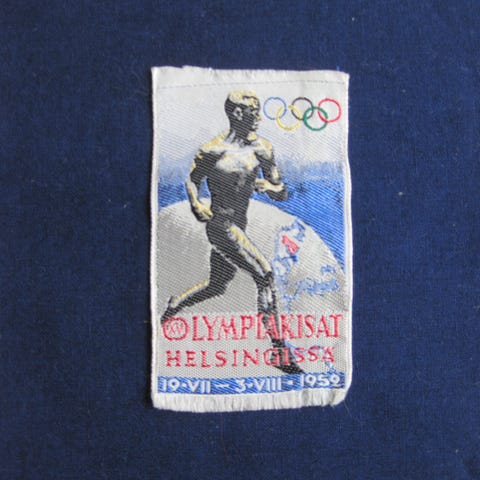 XV OLYMPIAKISAT
HELSINGISSÄ
19·VII – 3·VIII·1952